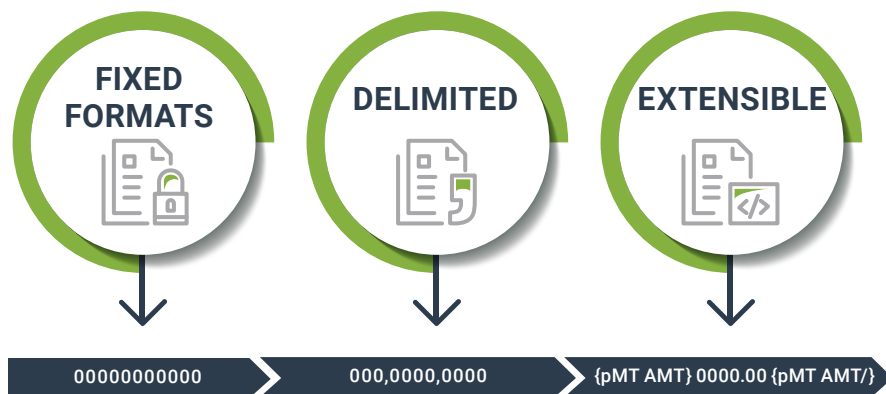 FIXED
FORMATS
DELIMITED
EXTENSIBLE
</>
00000000000
000,0000,0000
{pMT AMT} 0000.00 {pMT AMT/}